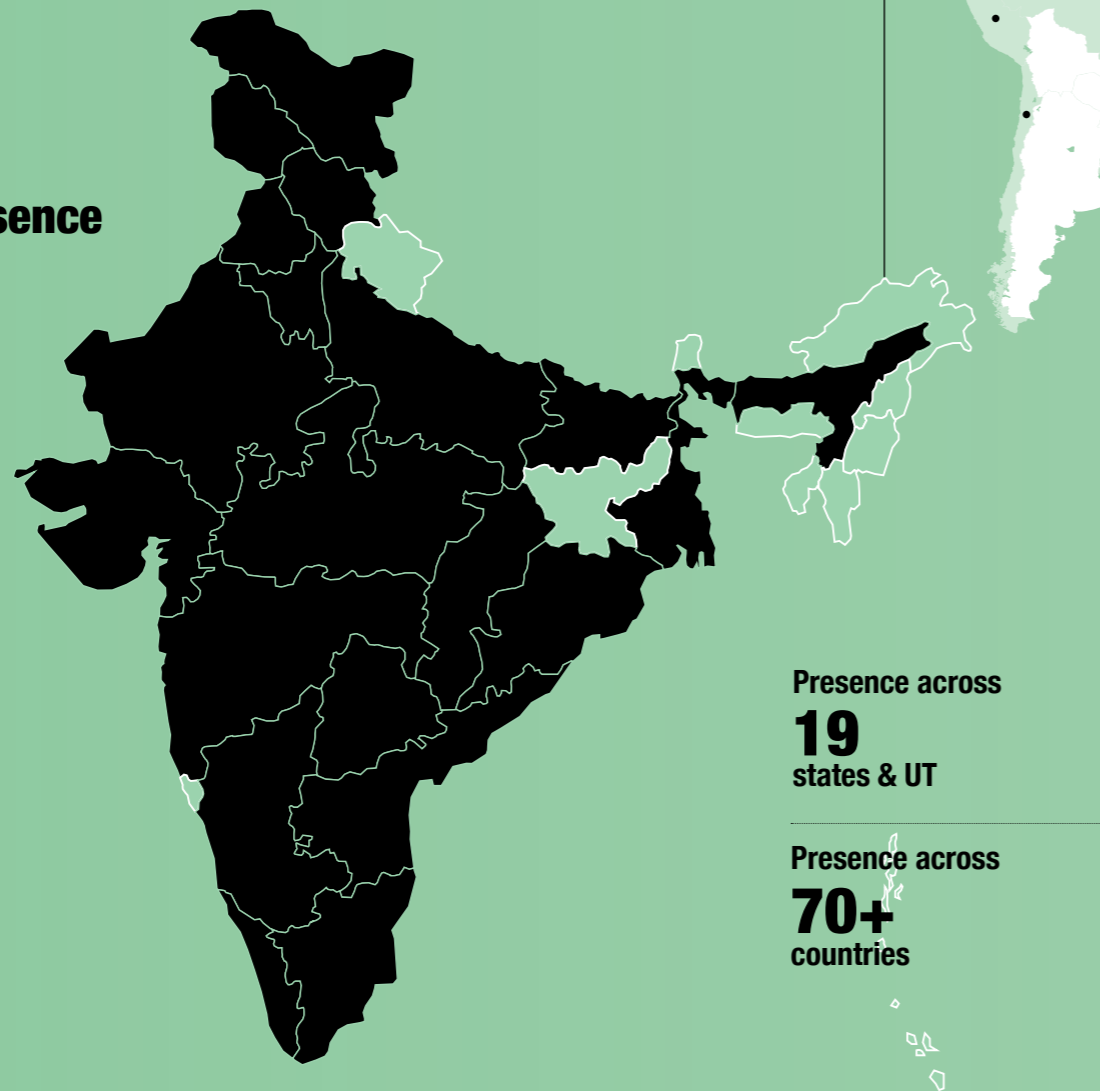 sence
Presence across
19
states & UT
Presence across
70+
countries